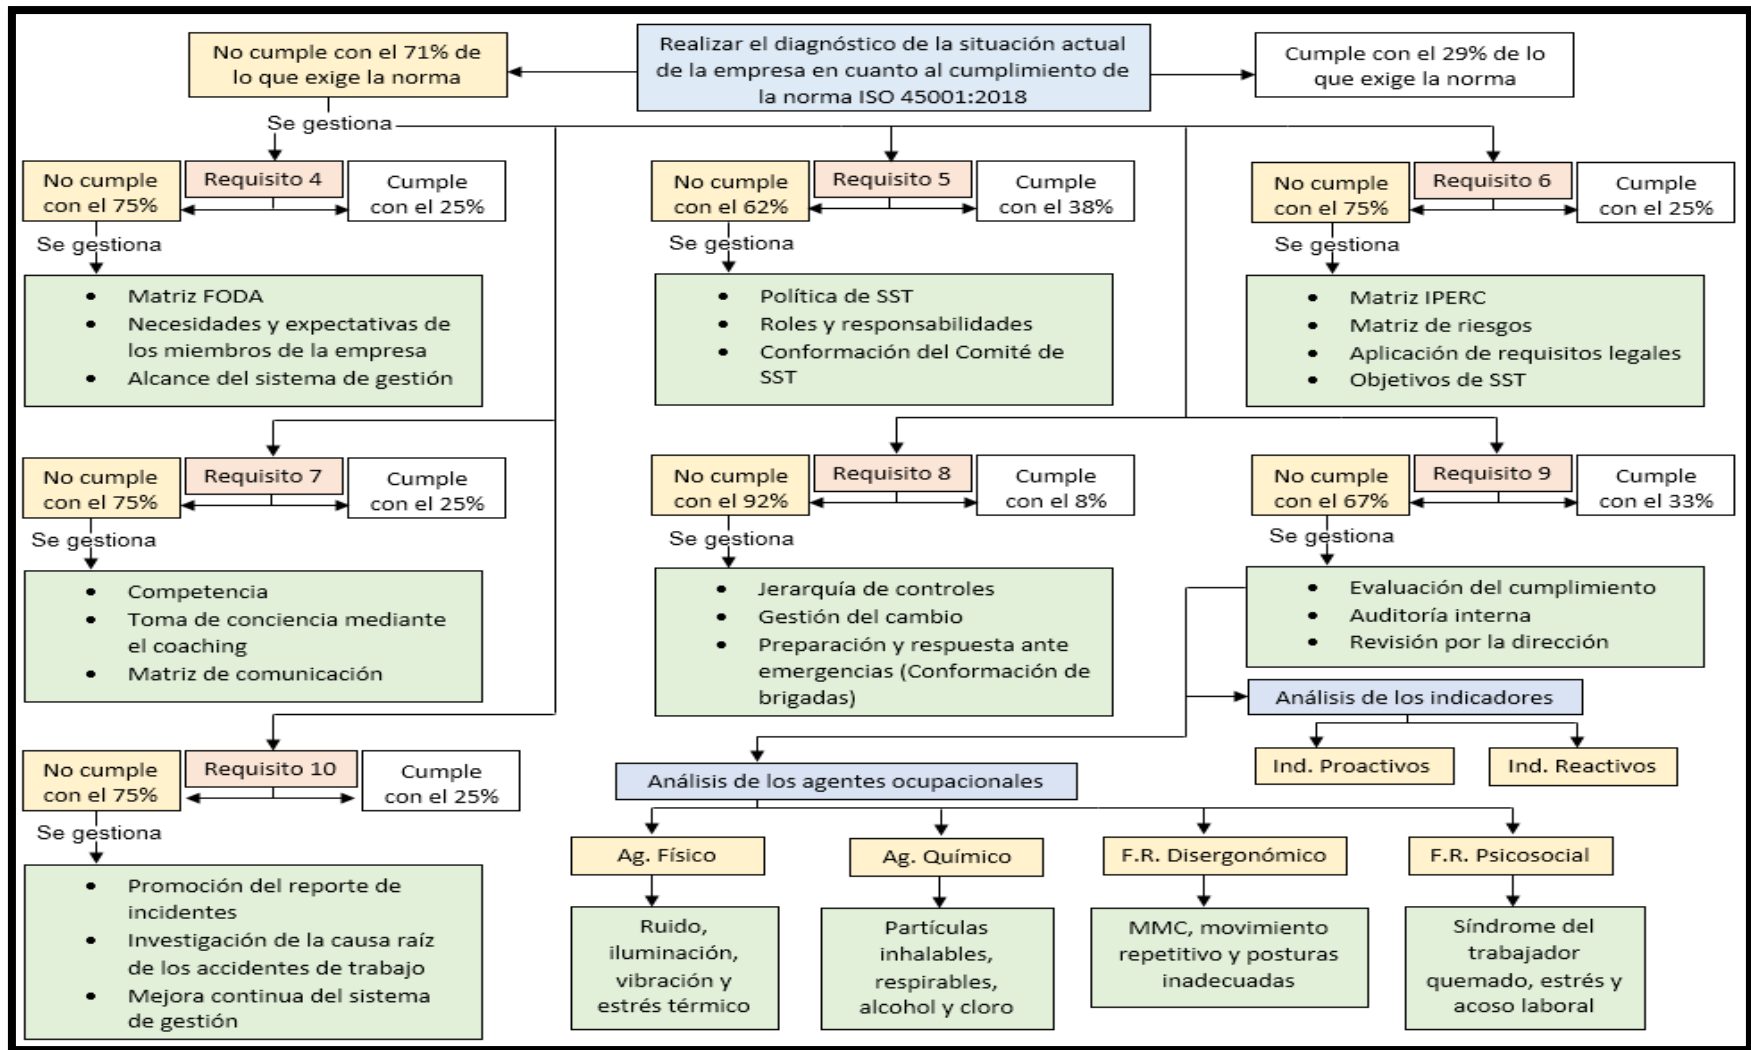 No cumple con el 71% de
lo que exige la norma
Realizar el diagnóstico de la situación actual
de la empresa en cuanto al cumplimiento de
la norma ISO 45001:2018
Cumple con el 29% de lo
que exige la norma
Se gestiona
No cumple
con el 75%
Requisito 4
Cumple
con el 25%
No cumple
con el 62%
Requisito 5
Cumple
con el 38%
No cumple
con el 75%
Requisito 6
Cumple
con el 25%
Se gestiona
Se gestiona
Se gestiona
• Matriz FODA
• Necesidades y expectativas de
los miembros de la empresa
• Alcance del sistema de gestión
• Política de SST
• Roles y responsabilidades
• Conformación del Comité de
SST
• Matriz IPERC
• Matriz de riesgos
• Aplicación de requisitos legales
• Objetivos de SST
No cumple
con el 75%
Requisito 7
Cumple
con el 25%
No cumple
con el 92%
Requisito 8
Cumple
con el 8%
No cumple
con el 67%
Requisito 9
Cumple
con el 33%
Se gestiona
Se gestiona
Se gestiona
• Competencia
• Toma de conciencia mediante
el coaching
• Matriz de comunicación
• Jerarquía de controles
• Gestión del cambio
• Preparación y respuesta ante
emergencias (Conformación de
brigadas)
• Evaluación del cumplimiento
• Auditoría interna
• Revisión por la dirección
Análisis de los indicadores
Ind. Proactivos
Ind. Reactivos
No cumple
con el 75%
Requisito 10
Cumple
con el 25%
Se gestiona
• Promoción del reporte de
incidentes
• Investigación de la causa raíz
de los accidentes de trabajo
• Mejora continua del sistema
de gestión
Análisis de los agentes ocupacionales
Ag. Físico
Ag. Químico
F.R. Disergonómico
F.R. Psicosocial
Ruido,
iluminación,
vibración y
estrés térmico
Partículas
inhalables,
respirables,
alcohol y cloro
MMC, movimiento
repetitivo y posturas
inadecuadas
Síndrome del
trabajador
quemado, estrés y
acoso laboral